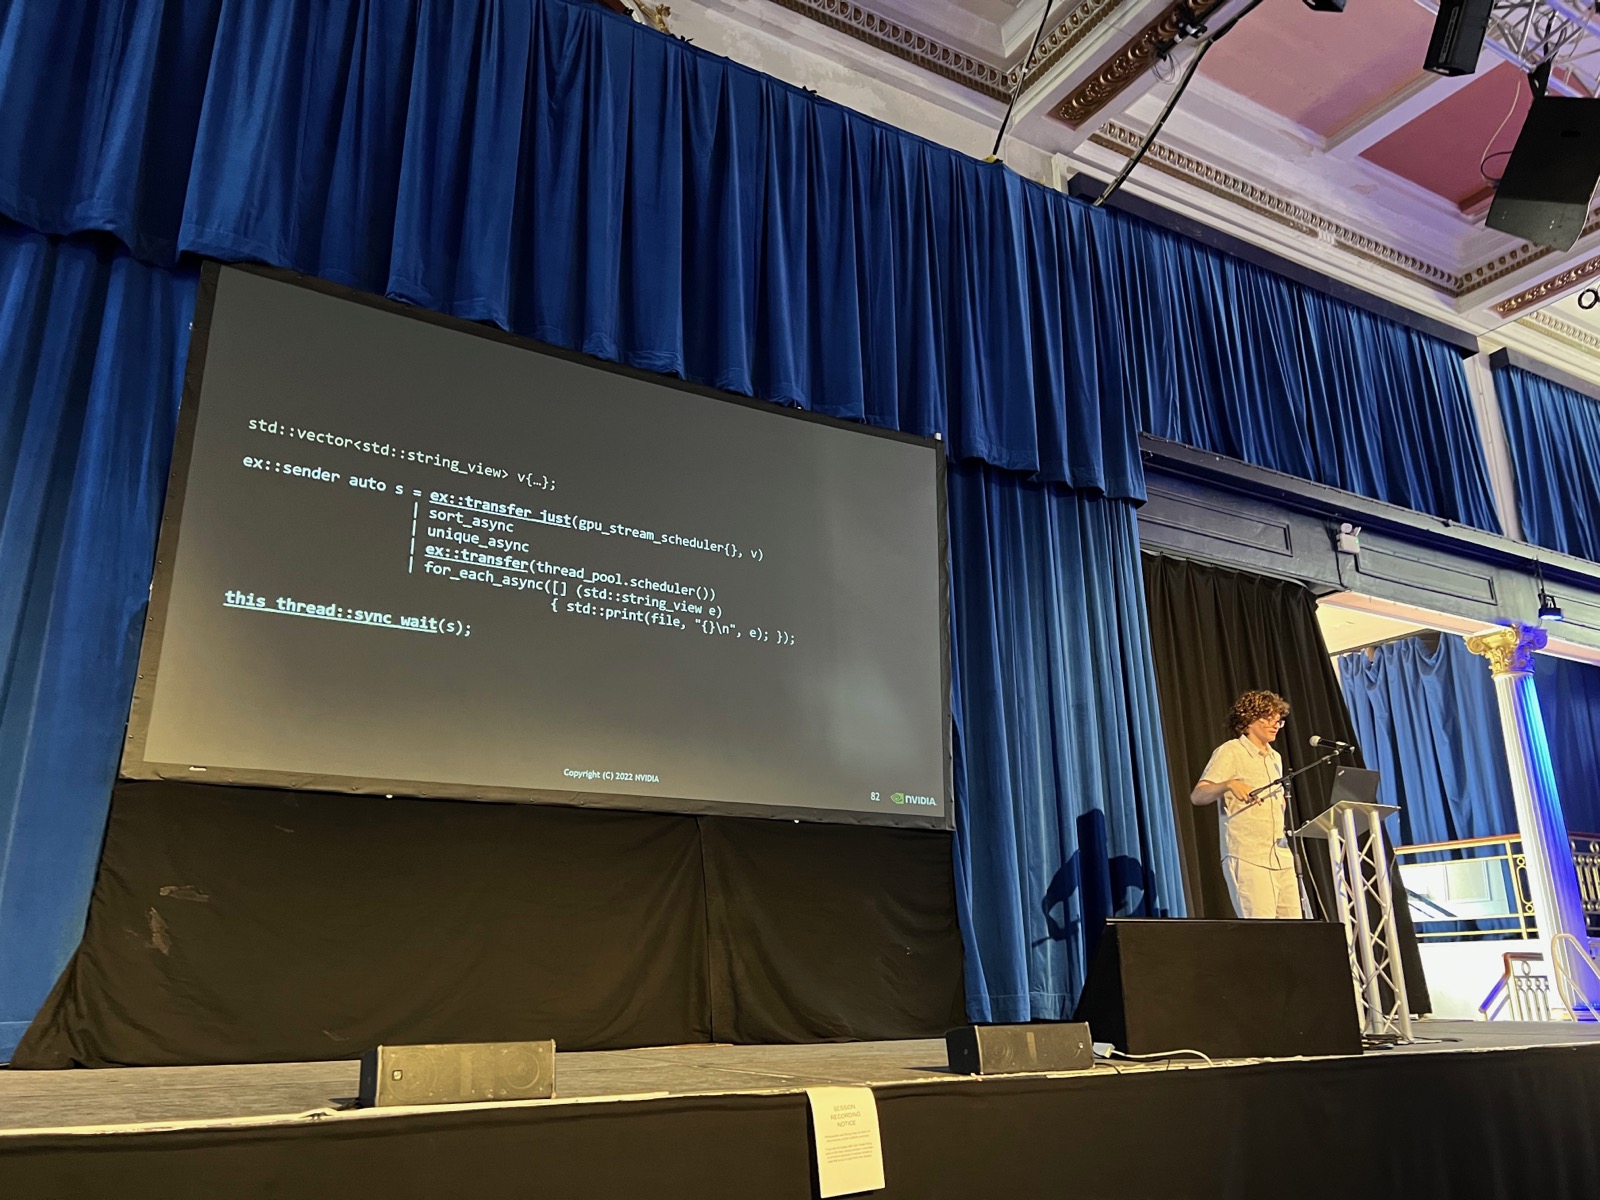 std::vector<std::string_view> v{…};
ex::sender auto s = ex::transfer_just(gpu_stream_scheduler{}, v)
| sort_async
| unique_async
| ex::transfer(thread_pool.scheduler())
| for_each_async([] (std::string_view e)
{ std::print(file, "{}\n", e); });
this_thread::sync_wait(s);
Copyright (C) 2022 NVIDIA
82 NVIDIA.
SESSION
RECORDING
NOTICE